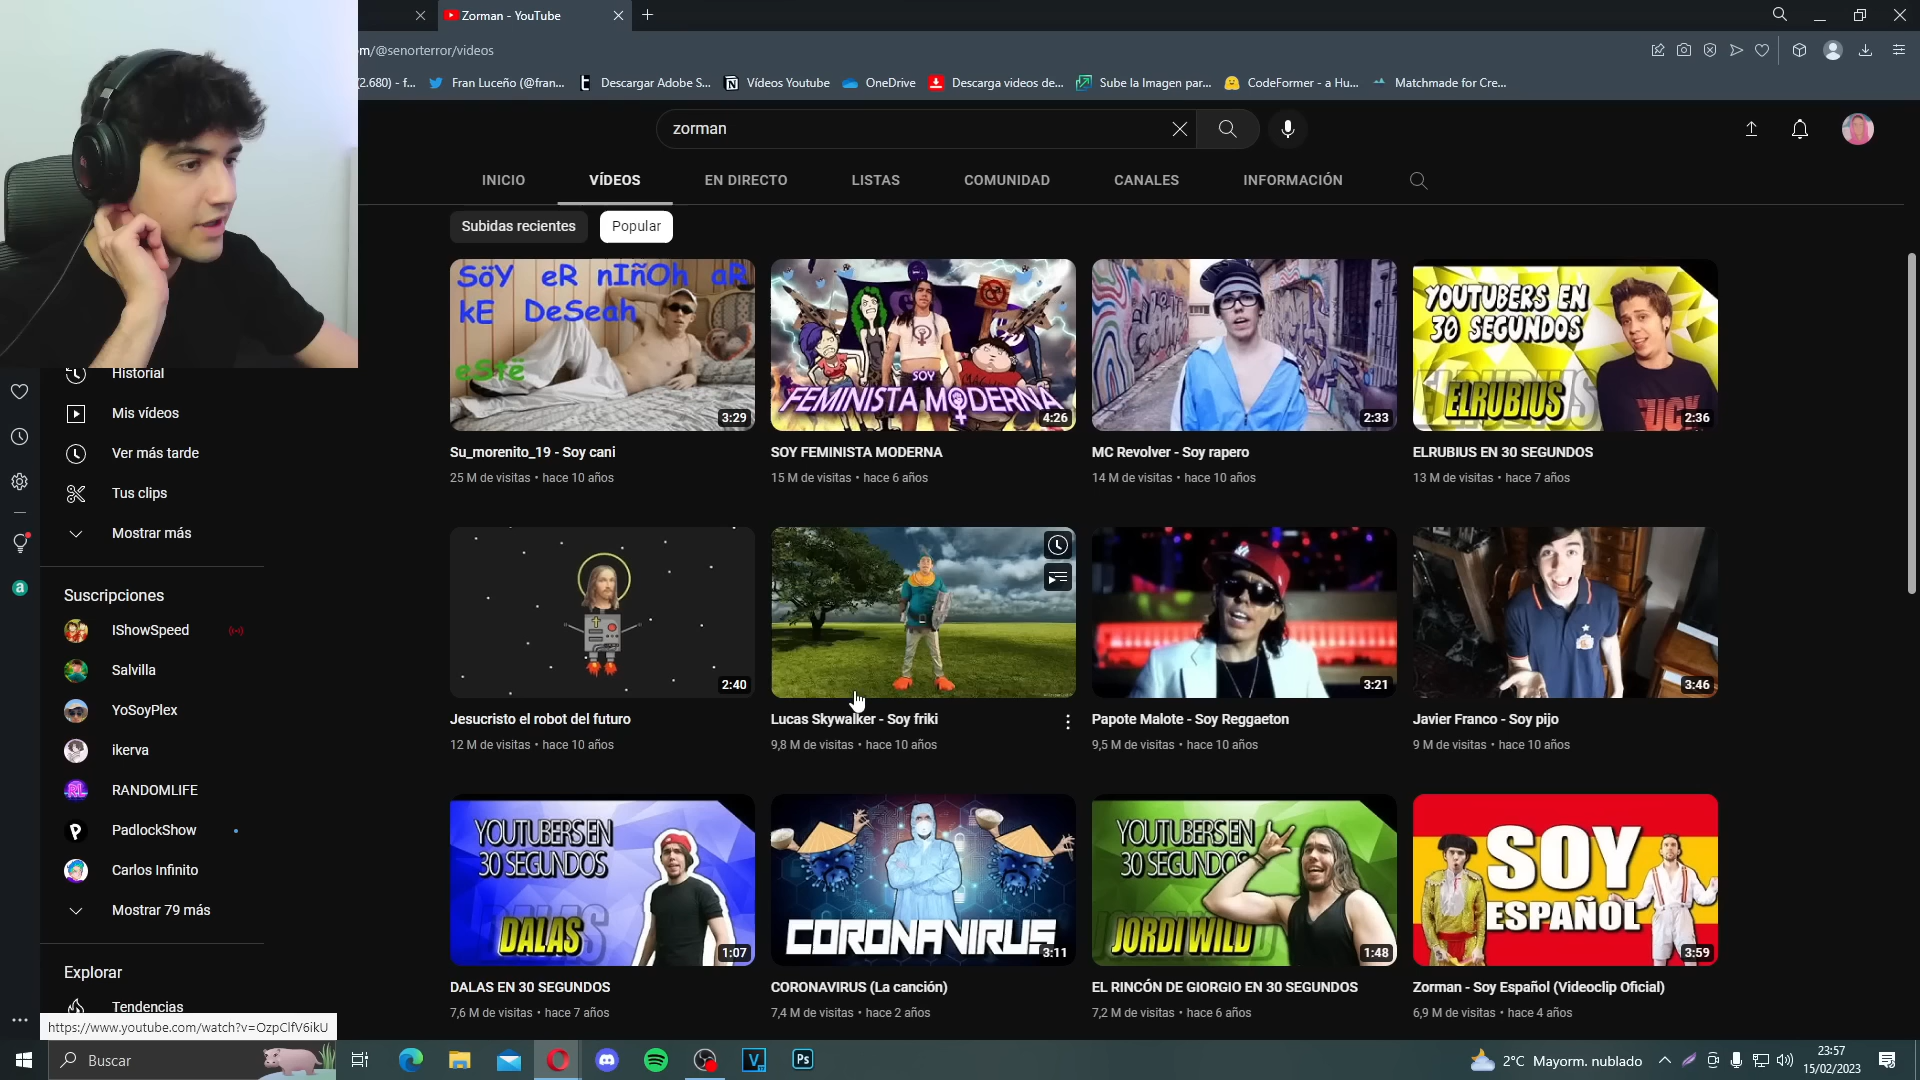 Zorman - YouTube
m/@senorterror/videos
(2.680) - f...
Fran Luceño (@fran...
Descargar Adobe S...
Vídeos Youtube
OneDrive
Descarga videos de...
Sube la Imagen par...
CodeFormer - a Hu...
Matchmade for Cre...
zorman
INICIO
VÍDEOS
EN DIRECTO
LISTAS
COMUNIDAD
CANALES
INFORMACIÓN
Subidas recientes
Popular
SöY eR nIñOh aR
kE DeSeah
eStë
3:29
SOY
FEMINISTA MODERNA
4:26
2:33
YOUTUBERS EN
30 SEGUNDOS
ELRUBIUS
2:36
Su_morenito_19 - Soy cani
25 M de visitas • hace 10 años
SOY FEMINISTA MODERNA
15 M de visitas • hace 6 años
MC Revolver - Soy rapero
14 M de visitas • hace 10 años
ELRUBIUS EN 30 SEGUNDOS
13 M de visitas • hace 7 años
Historial
Mis vídeos
Ver más tarde
Tus clips
Mostrar más
Suscripciones
IShowSpeed
Salvilla
YoSoyPlex
ikerva
RANDOMLIFE
PadlockShow
Carlos Infinito
Mostrar 79 más
Explorar
Tendencias
2:40
3:21
3:46
Jesucristo el robot del futuro
12 M de visitas • hace 10 años
Lucas Skywalker - Soy friki
9,8 M de visitas • hace 10 años
Papote Malote - Soy Reggaeton
9,5 M de visitas • hace 10 años
Javier Franco - Soy pijo
9 M de visitas • hace 10 años
YOUTUBERS EN
30 SEGUNDOS
DALAS
1:07
CORONAVIRUS
3:11
YOUTUBERS EN
30 SEGUNDOS
JORDI WILD
1:48
SOY
ESPAÑOL
3:59
DALAS EN 30 SEGUNDOS
7,6 M de visitas • hace 7 años
CORONAVIRUS (La canción)
7,4 M de visitas • hace 2 años
EL RINCÓN DE GIORGIO EN 30 SEGUNDOS
7,2 M de visitas • hace 6 años
Zorman - Soy Español (Videoclip Oficial)
6,9 M de visitas • hace 4 años
https://www.youtube.com/watch?v=OzpClfV6ikU
Buscar
2°C Mayorm. nublado
23:57
15/02/2023